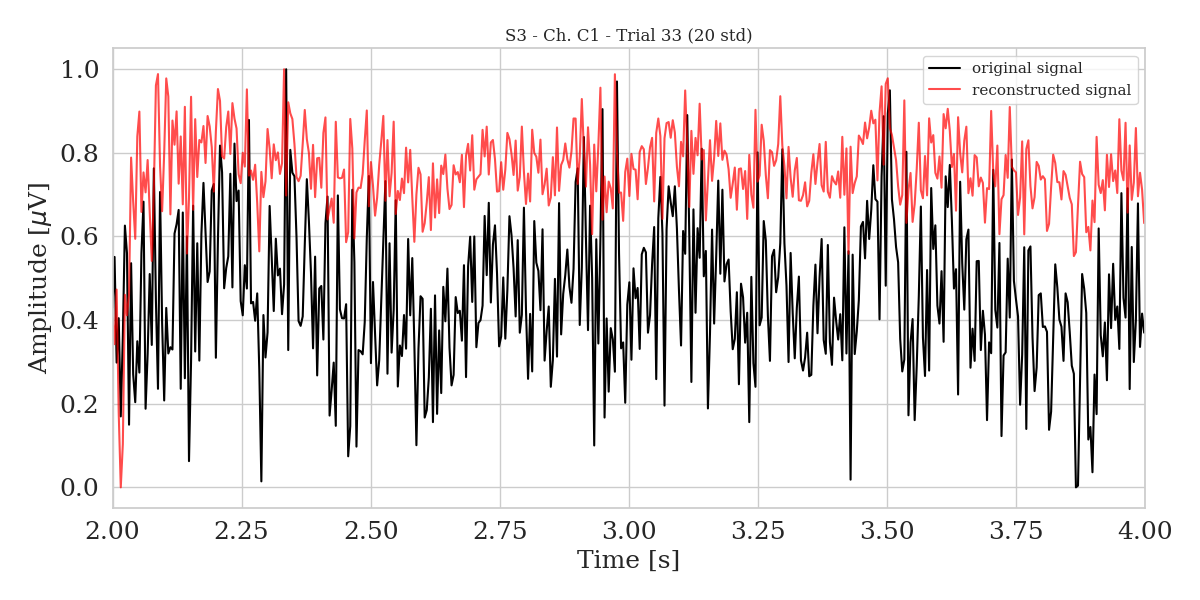 S3 - Ch. C1 - Trial 33 (20 std)
original signal
reconstructed signal
Amplitude [μV]
1.0
0.8
0.6
0.4
0.2
0.0
2.00 2.25 2.50 2.75 3.00 3.25 3.50 3.75 4.00
Time [s]